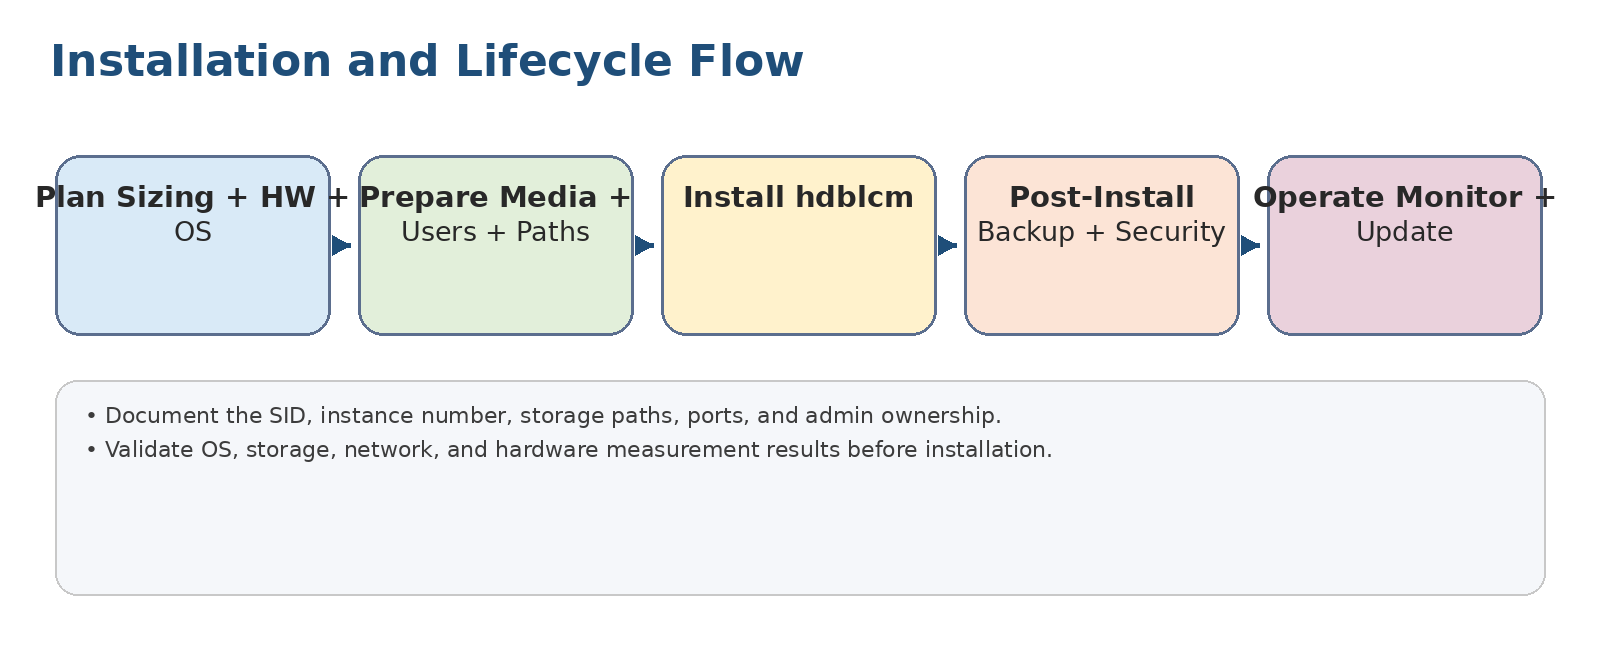 Installation and Lifecycle Flow
Plan Sizing + HW +
OS
Prepare Media +
Users + Paths
Install hdblcm
Post-Install
Backup + Security
Operate Monitor +
Update
• Document the SID, instance number, storage paths, ports, and admin ownership.
• Validate OS, storage, network, and hardware measurement results before installation.